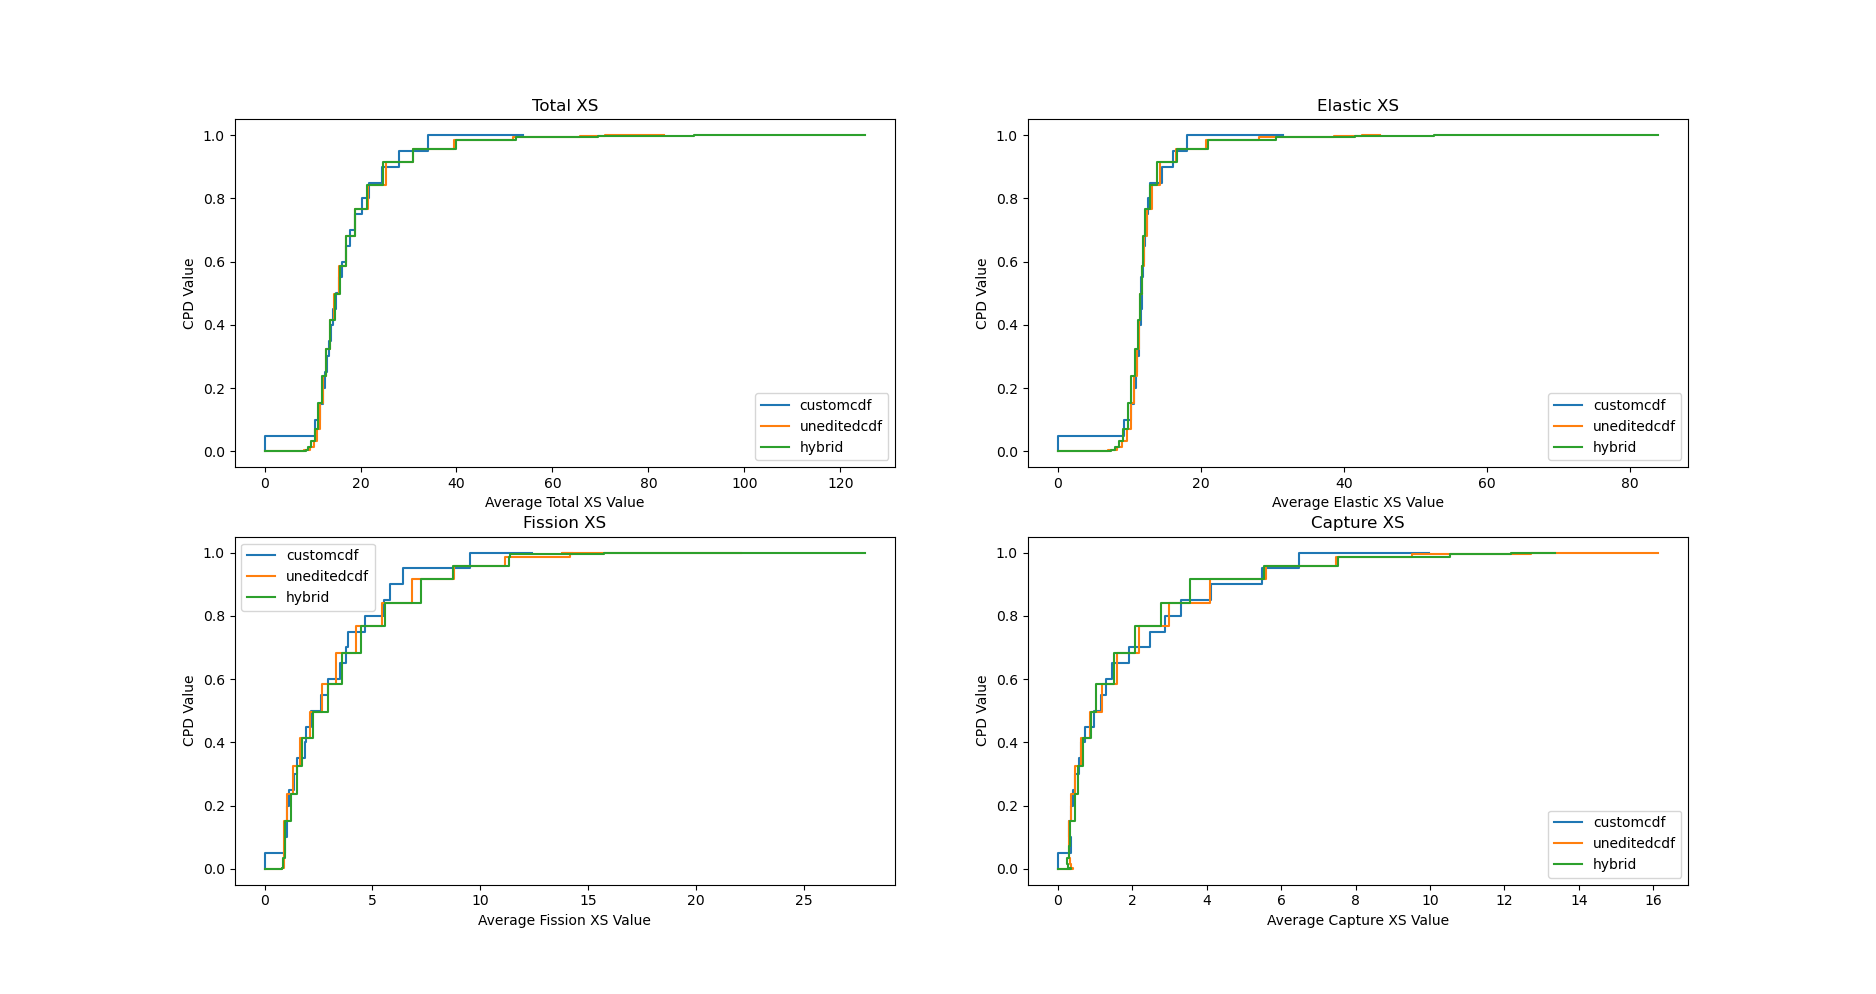 Total XS
1.0
0.8
0.6
0.4
0.2
0.0
CPD Value
customcdf
uneditedcdf
hybrid
0 20 40 60 80 100 120
Average Total XS Value
Elastic XS
1.0
0.8
0.6
0.4
0.2
0.0
CPD Value
customcdf
uneditedcdf
hybrid
0 20 40 60 80
Average Elastic XS Value
Fission XS
customcdf
uneditedcdf
hybrid
1.0
0.8
0.6
0.4
0.2
0.0
CPD Value
0 5 10 15 20 25
Average Fission XS Value
Capture XS
1.0
0.8
0.6
0.4
0.2
0.0
CPD Value
customcdf
uneditedcdf
hybrid
0 2 4 6 8 10 12 14 16
Average Capture XS Value